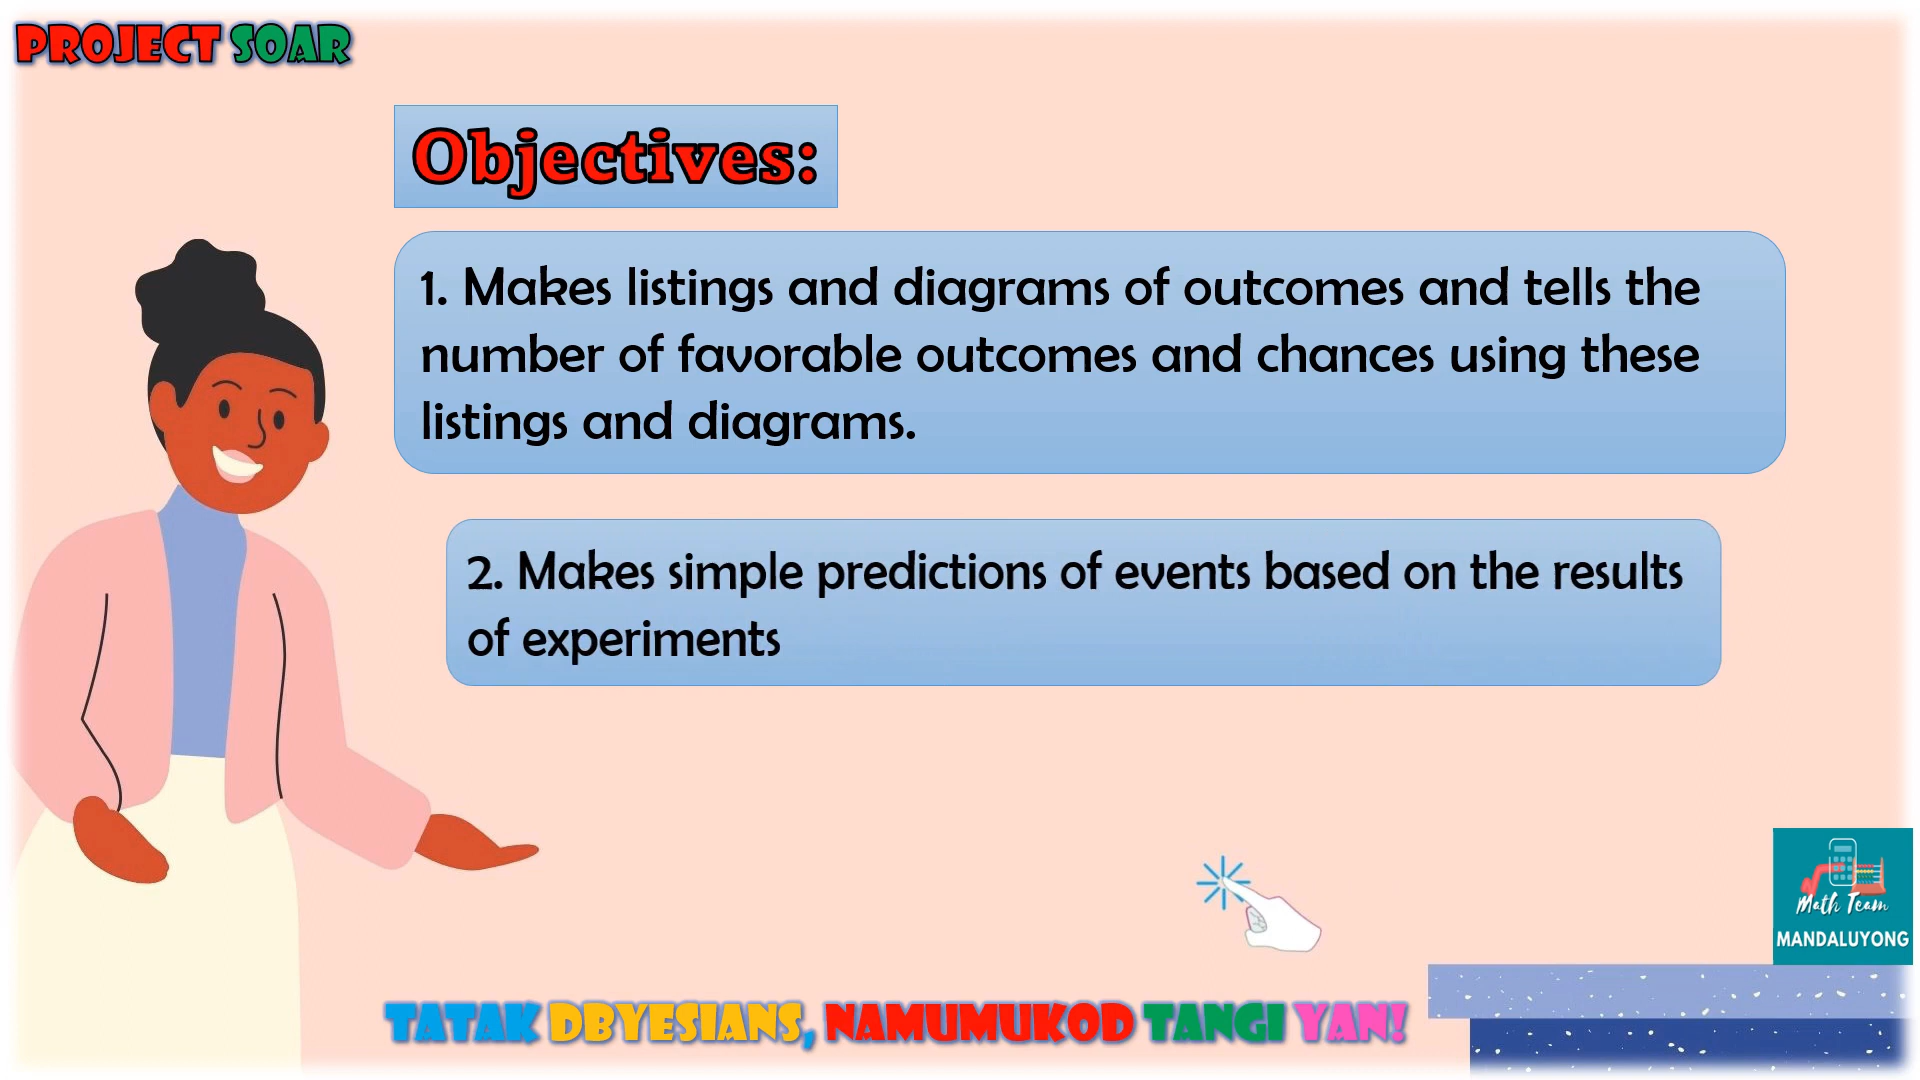 PROJECT SOAR
Objectives:
1. Makes listings and diagrams of outcomes and tells the
number of favorable outcomes and chances using these
listings and diagrams.
2. Makes simple predictions of events based on the results
of experiments
Math Team
MANDALUYONG
TATAK DBYESIANS, NAMUMUKOD TANGI YAN!